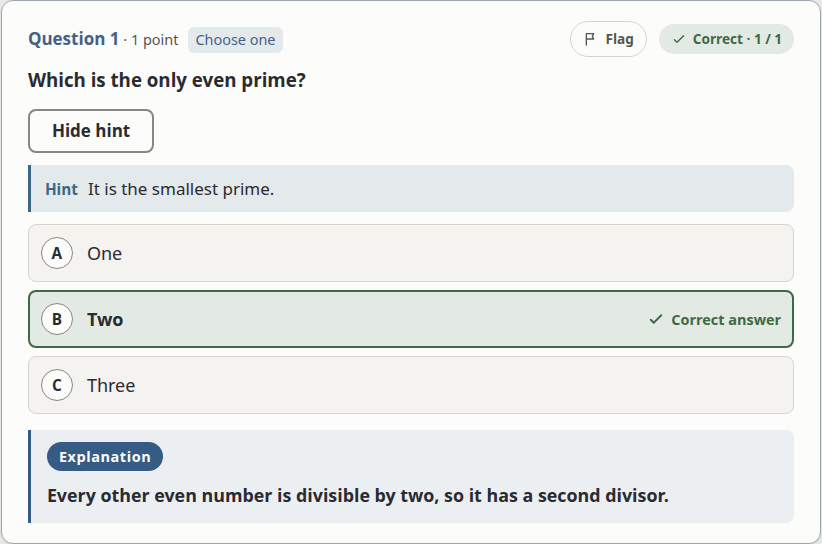 Question 1 · 1 point Choose one Flag Correct · 1 / 1
Which is the only even prime?
Hide hint
Hint It is the smallest prime.
A One
B Two Correct answer
C Three
Explanation
Every other even number is divisible by two, so it has a second divisor.